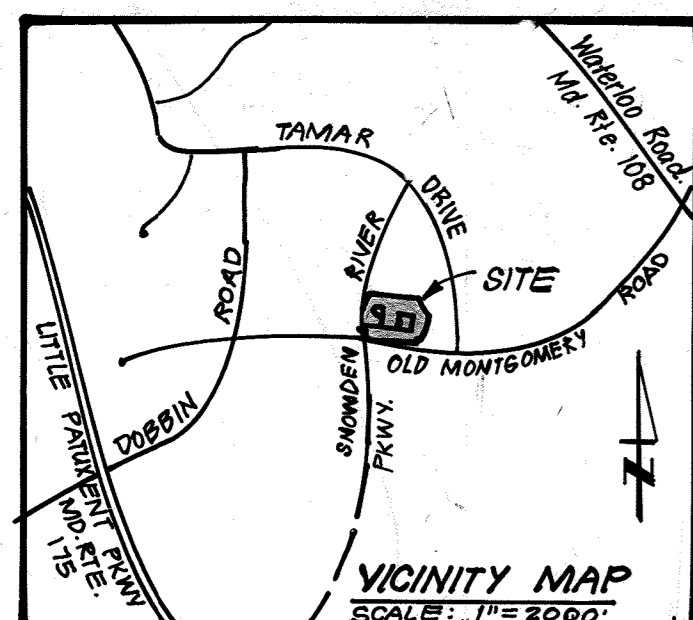 TAMAR
DRIVE
Waterloo Road.
Md. Rte. 108
RIVER
SITE
ROAD
ROAD
OLD MONTGOMERY
SNOWDEN
PKWY.
DOBBIN
LITTLE PATUXENT PKWY
MD. RTE.
175
N
VICINITY MAP
SCALE: 1"=2000'